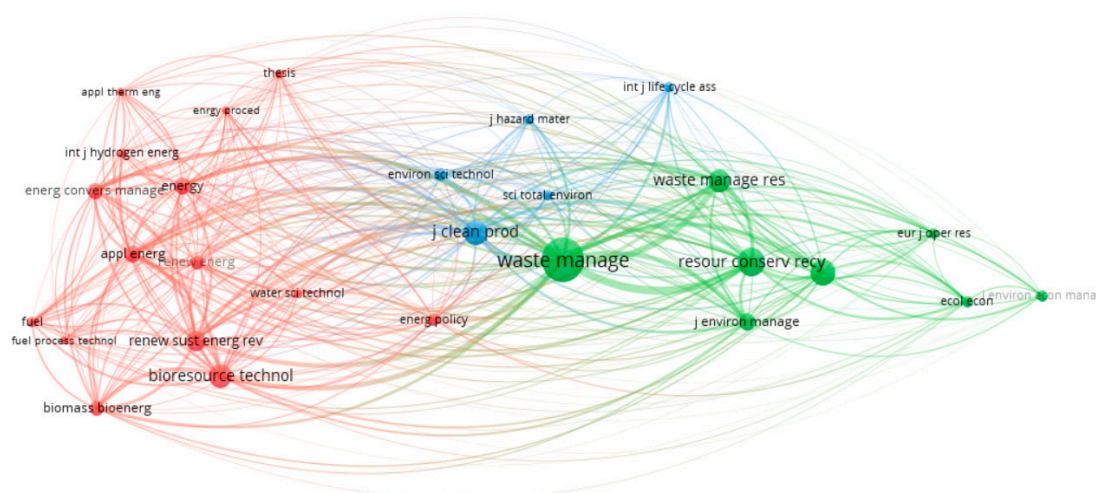 thesis
int j life cycle ass
appl therm eng
enrgy proced
j hazard mater
int j hydrogen energ
environ sci technol
waste manage res
energ convers manage
energy
sci total environ
j clean prod
eur j oper res
appl energ
renew energ
waste manage
resour conserv recy
water sci technol
ecol econ
j environ econ mana
fuel
energ policy
j environ manage
fuel process technol
renew sust energ rev
bioresource technol
biomass bioenerg